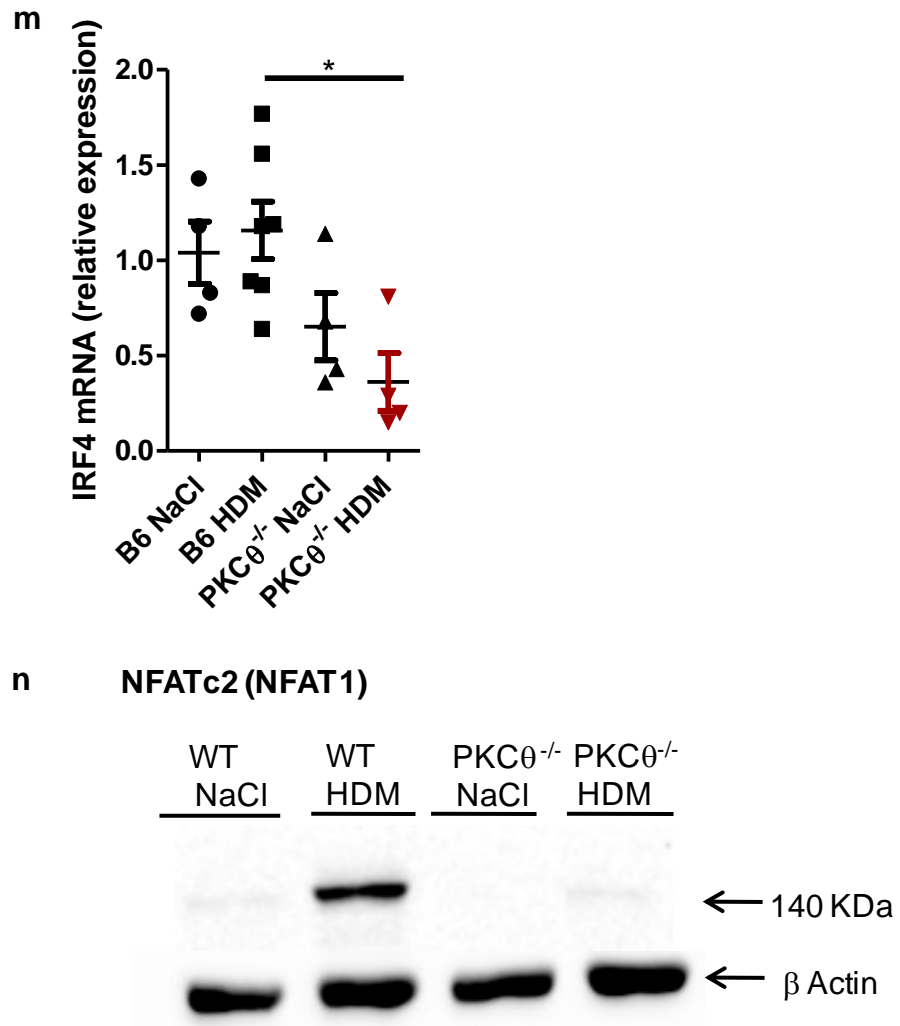 m
*
IRF4 mRNA (relative expression)
2.0
1.5
1.0
0.5
0.0
B6 NaCl
B6 HDM
PKCθ-/- NaCl
PKCθ-/- HDM
n NFATc2 (NFAT1)
WT WT PKCθ-/- PKCθ-/-
NaCl HDM NaCl HDM
140 KDa
β Actin